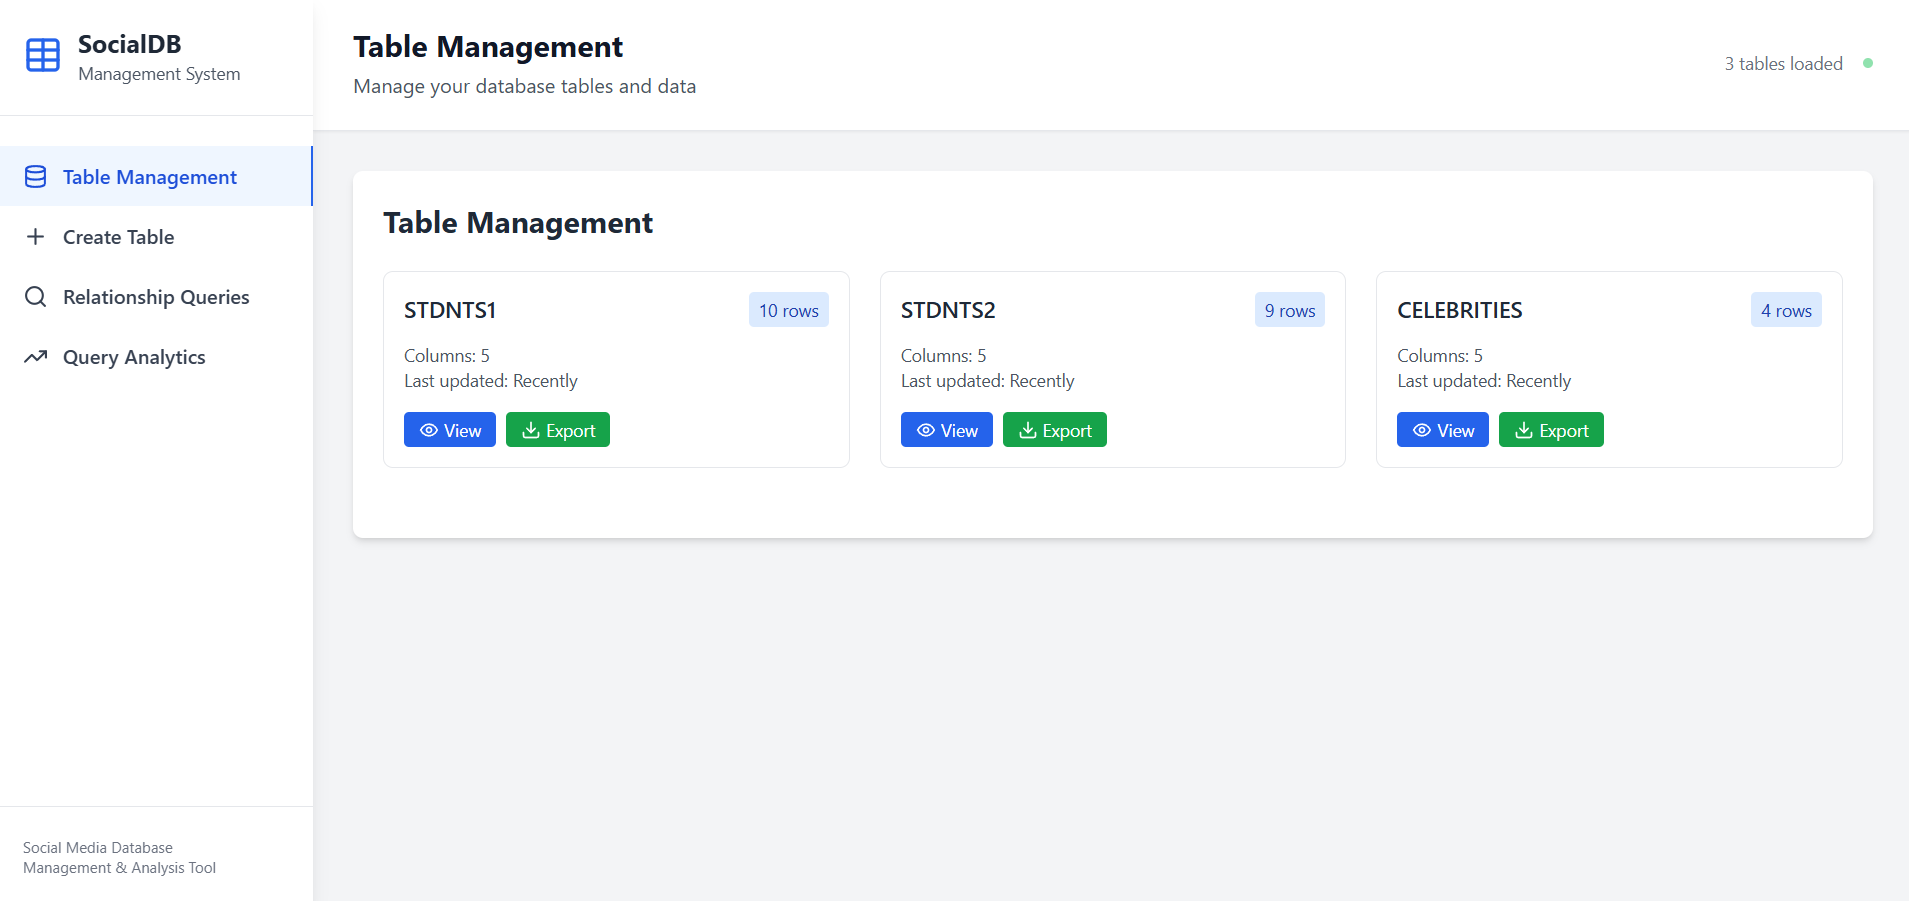 SocialDB
Management System
Table Management
Create Table
Relationship Queries
Query Analytics
Social Media Database
Management & Analysis Tool
Table Management
Manage your database tables and data
3 tables loaded
Table Management
STDNTS1
10 rows
Columns: 5
Last updated: Recently
View
Export
STDNTS2
9 rows
Columns: 5
Last updated: Recently
View
Export
CELEBRITIES
4 rows
Columns: 5
Last updated: Recently
View
Export